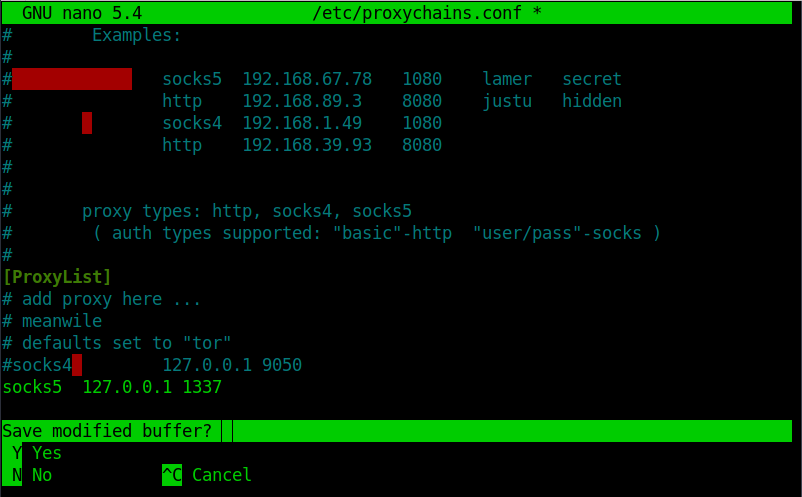 GNU nano 5.4 /etc/proxychains.conf *
# Examples:
#
# socks5 192.168.67.78 1080 lamer secret
# http 192.168.89.3 8080 justu hidden
# socks4 192.168.1.49 1080
# http 192.168.39.93 8080
#
#
# proxy types: http, socks4, socks5
# ( auth types supported: "basic"-http "user/pass"-socks )
#
[ProxyList]
# add proxy here ...
# meanwile
# defaults set to "tor"
#socks4 127.0.0.1 9050
socks5 127.0.0.1 1337
Save modified buffer?
Y Yes
N No ^C Cancel